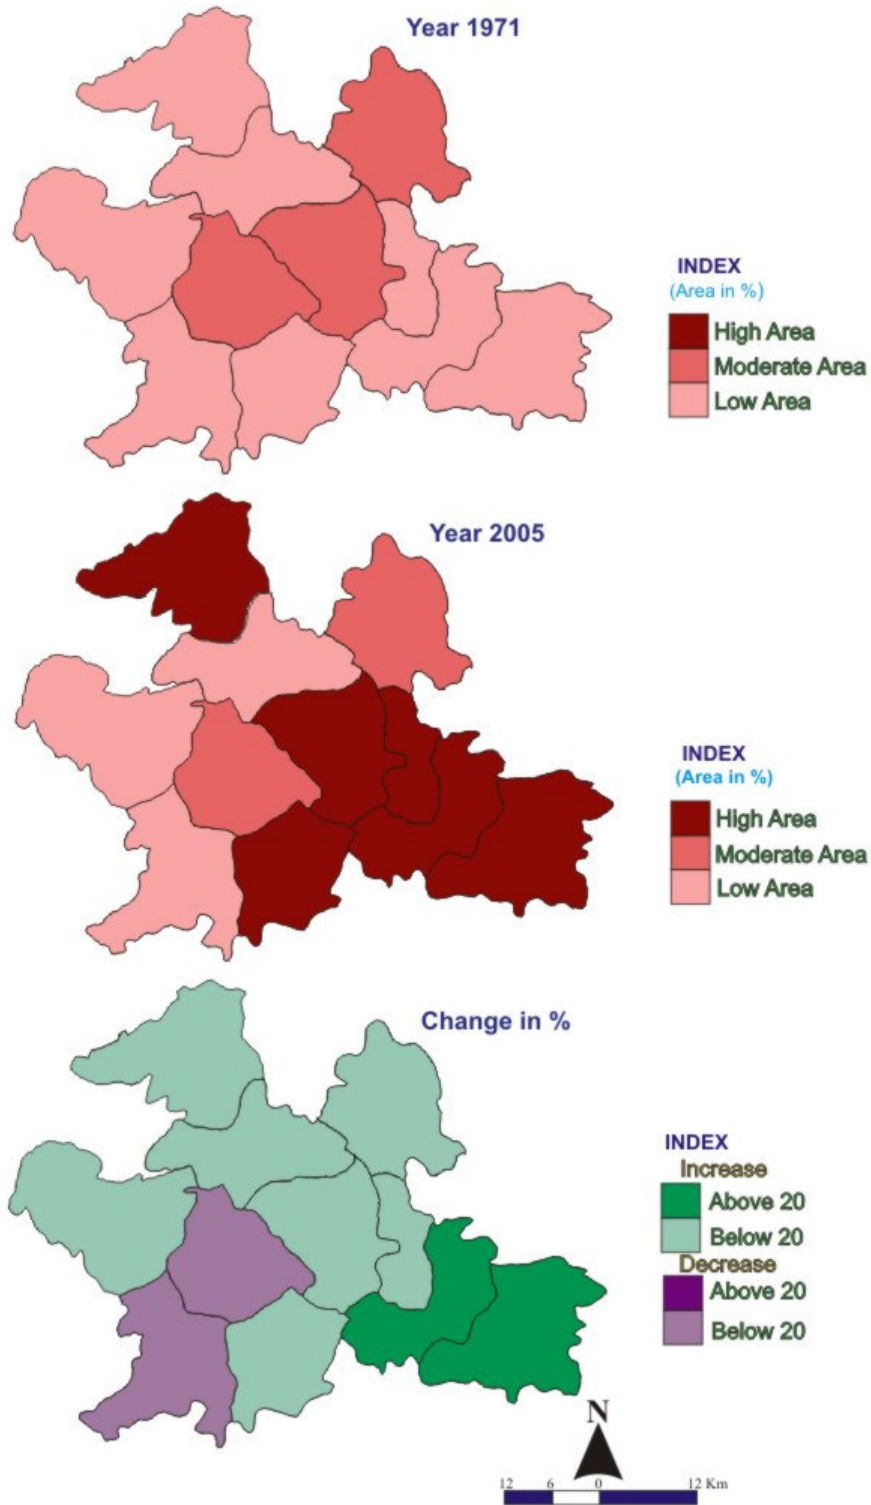 Year 1971
INDEX
(Area in %)
High Area
Moderate Area
Low Area
Year 2005
INDEX
(Area in %)
High Area
Moderate Area
Low Area
Change in %
INDEX
Increase
Above 20
Below 20
Decrease
Above 20
Below 20
N
12 6 0 12 Km